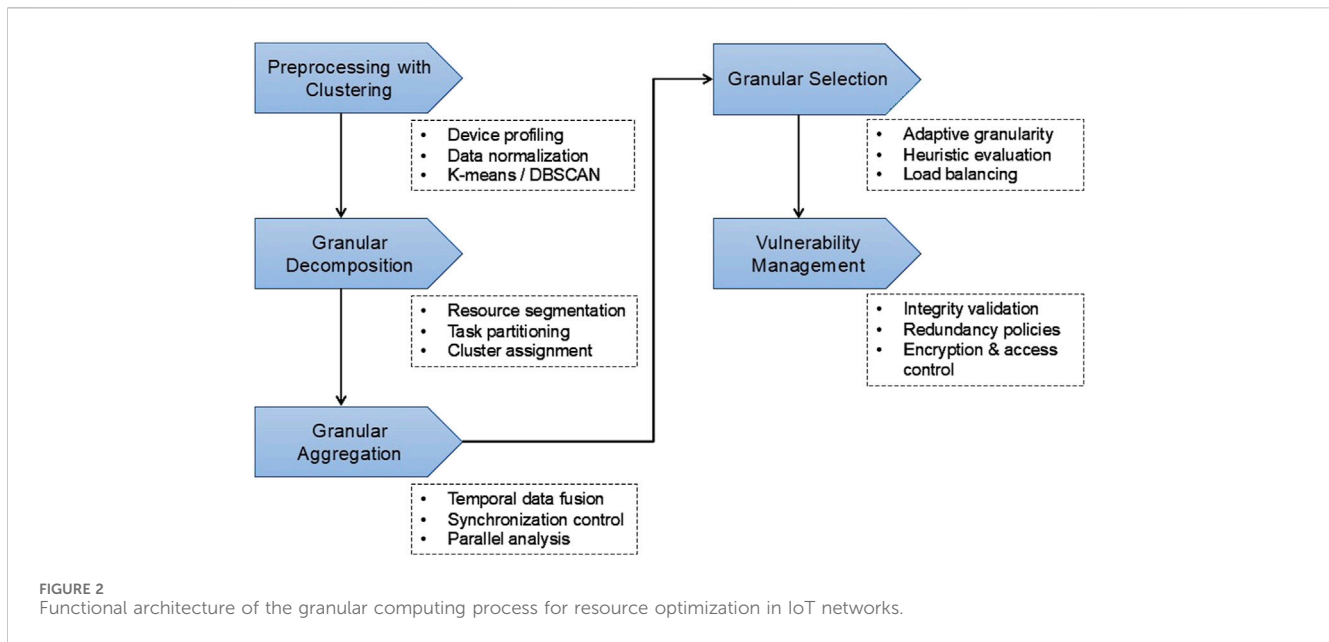 Preprocessing with
Clustering
• Device profiling
• Data normalization
• K-means / DBSCAN
Granular
Decomposition
• Resource segmentation
• Task partitioning
• Cluster assignment
Granular
Aggregation
• Temporal data fusion
• Synchronization control
• Parallel analysis
Granular Selection
• Adaptive granularity
• Heuristic evaluation
• Load balancing
Vulnerability
Management
• Integrity validation
• Redundancy policies
• Encryption & access
control
FIGURE 2
Functional architecture of the granular computing process for resource optimization in IoT networks.